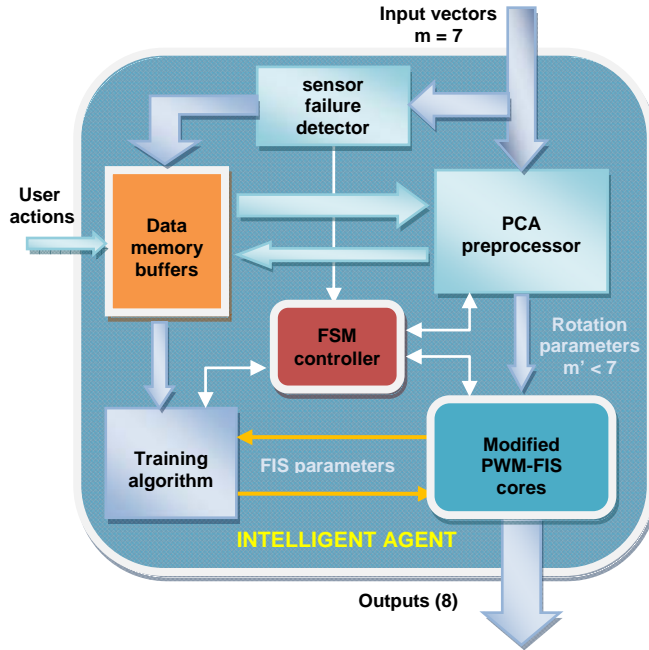 Input vectors
m = 7
sensor
failure
detector
User
actions
Data
memory
buffers
PCA
preprocessor
FSM
controller
Rotation
parameters
m’ < 7
Training
algorithm
FIS parameters
Modified
PWM-FIS
cores
INTELLIGENT AGENT
Outputs (8)